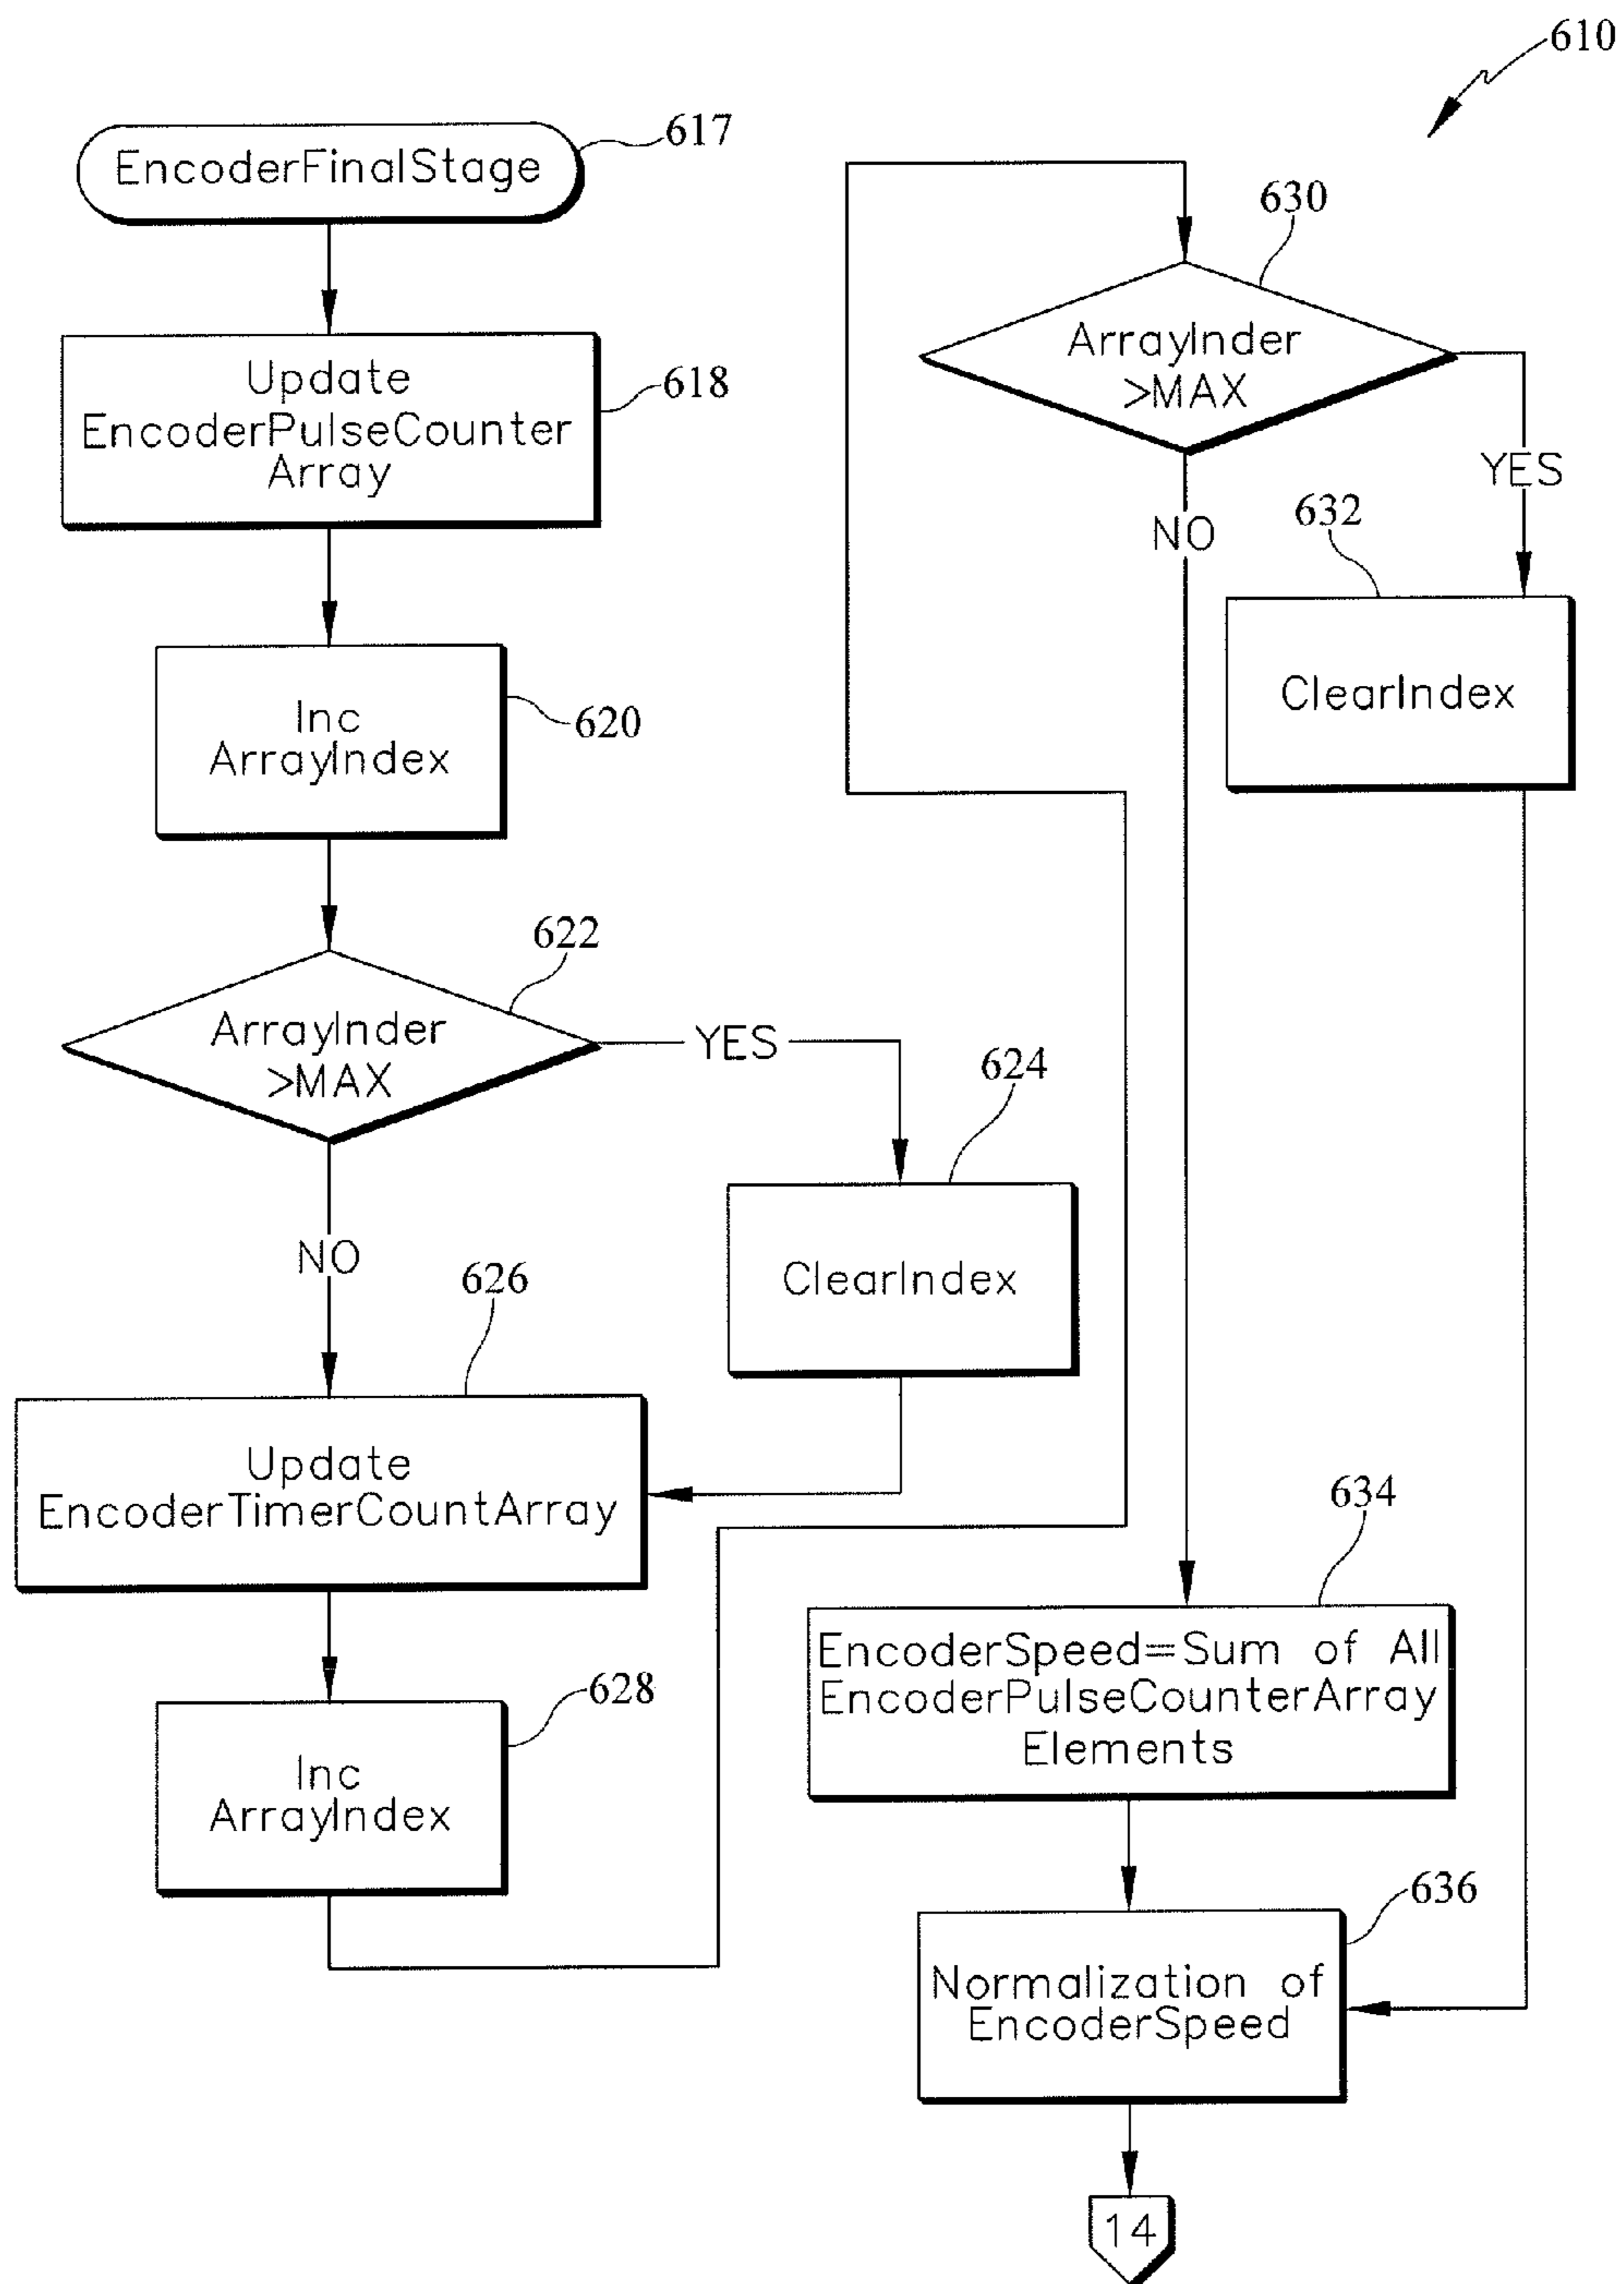 610
EncoderFinalStage
617
Update
EncoderPulseCounter
Array
618
Inc
ArrayIndex
620
622
ArrayInder
>MAX
YES
NO
624
ClearIndex
626
Update
EncoderTimerCountArray
Inc
ArrayIndex
628
630
ArrayInder
>MAX
YES
NO
632
ClearIndex
634
EncoderSpeed=Sum of All
EncoderPulseCounterArray
Elements
636
Normalization of
EncoderSpeed
14